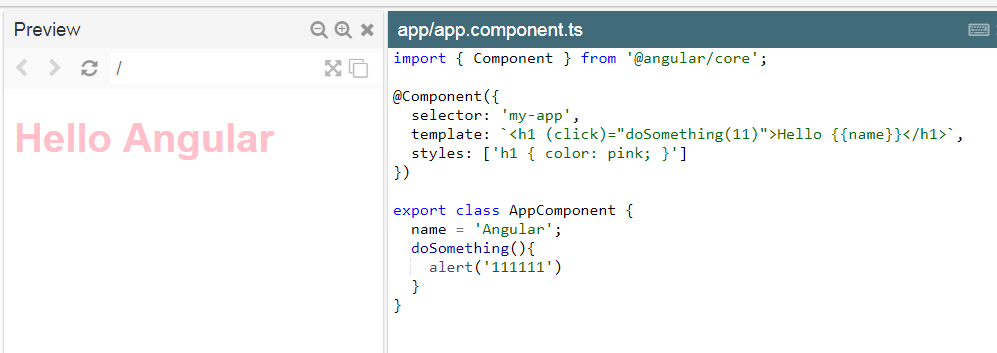 Preview
/
Hello Angular
app/app.component.ts
import { Component } from '@angular/core';
@Component({
  selector: 'my-app',
  template: `<h1 (click)="doSomething(11)">Hello {{name}}</h1>`,
  styles: ['h1 { color: pink; }']
})
export class AppComponent {
  name = 'Angular';
  doSomething(){
    alert('111111')
  }
}